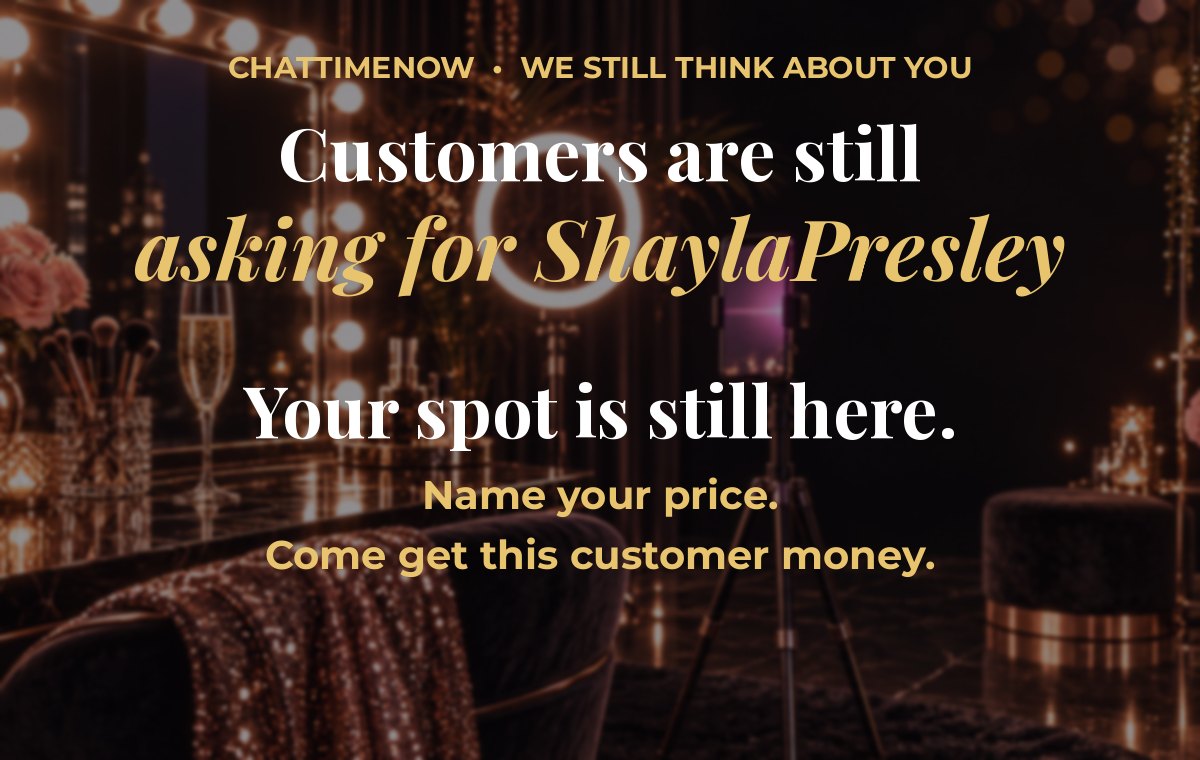 CHATTIMENOW • WE STILL THINK ABOUT YOU
Customers are still
asking for ShaylaPresley
Your spot is still here.
Name your price.
Come get this customer money.